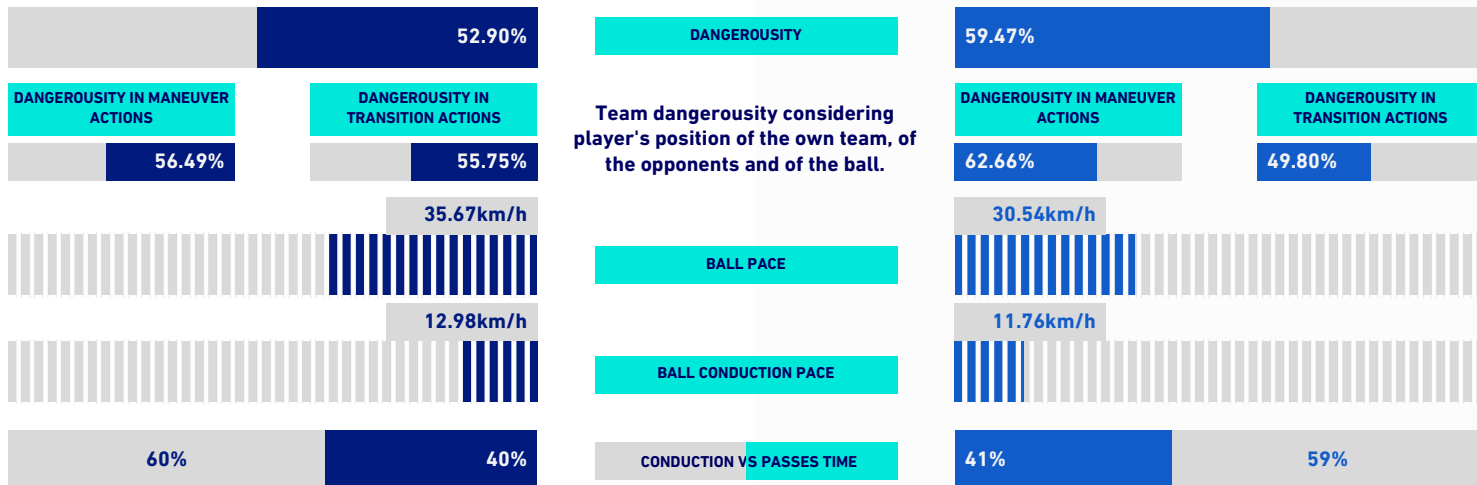 52.90%
DANGEROUSITY
59.47%
DANGEROUSITY IN MANEUVER
ACTIONS
DANGEROUSITY IN
TRANSITION ACTIONS
56.49%
55.75%
Team dangerousity considering
player's position of the own team, of
the opponents and of the ball.
DANGEROUSITY IN MANEUVER
ACTIONS
DANGEROUSITY IN
TRANSITION ACTIONS
62.66%
49.80%
35.67km/h
BALL PACE
30.54km/h
12.98km/h
BALL CONDUCTION PACE
11.76km/h
60%
40%
CONDUCTION VS PASSES TIME
41%
59%